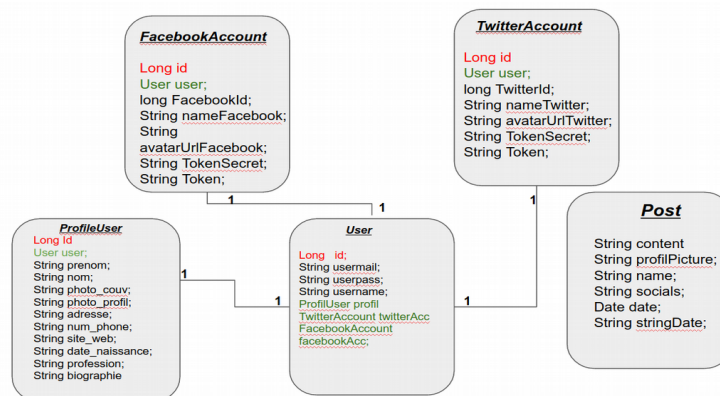 FacebookAccount
Long id
User user;
long FacebookId;
String nameFacebook;
String
avatarUrlFacebook;
String TokenSecret;
String Token;
TwitterAccount
Long id
User user;
long TwitterId;
String nameTwitter;
String avatarUrlTwitter;
String TokenSecret;
String Token;
1
1
1
ProfileUser
Long Id
User user;
String prenom;
String nom;
String photo_couv;
String photo_profil;
String adresse;
String num_phone;
String site_web;
String date_naissance;
String profession;
String biographie
1
1
User
Long id;
String usermail;
String userpass;
String username;
ProfilUser profil
TwitterAccount twitterAcc
FacebookAccount
facebookAcc;
1
Post
String content
String profilPicture;
String name;
String socials;
Date date;
String stringDate;